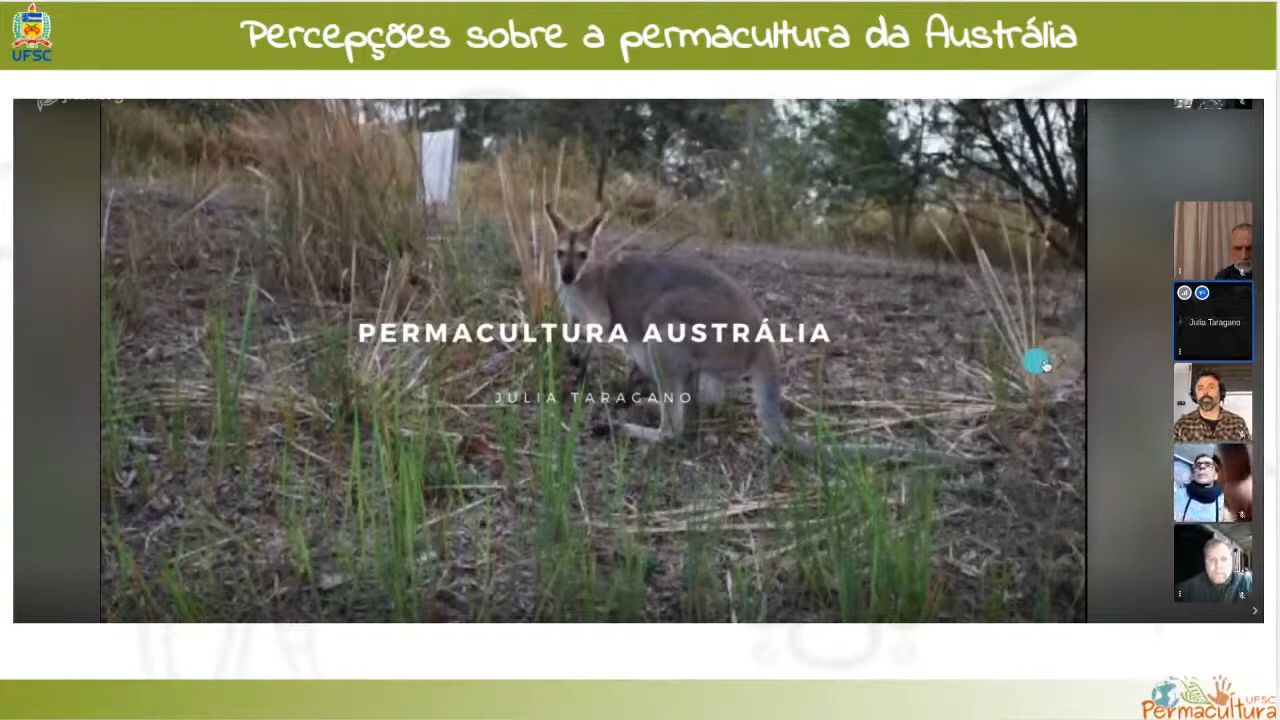 UFSC
Percepções sobre a permacultura da Austrália
PERMACULTURA AUSTRÁLIA
JULIA TARAGANO
Julia Taragano
UFSC
Permacultura